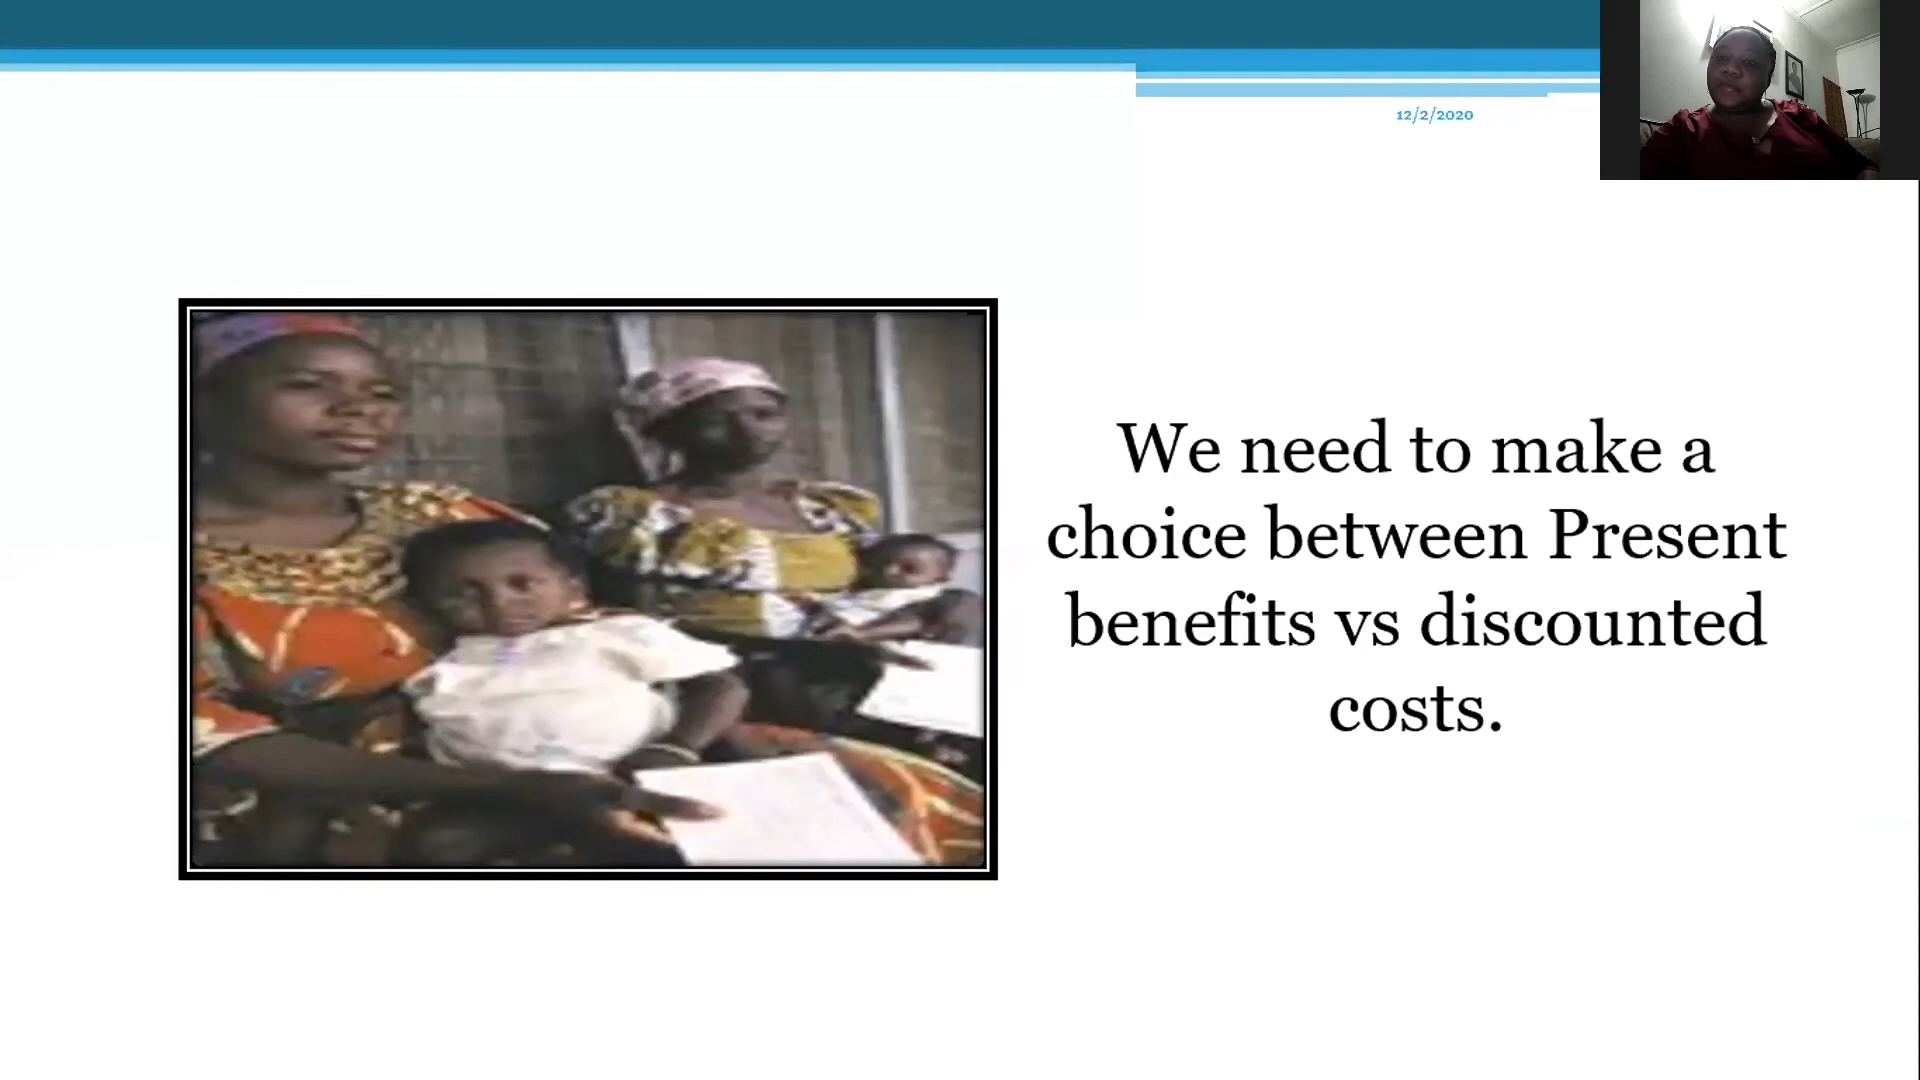 12/2/2020
We need to make a
choice between Present
benefits vs discounted
costs.